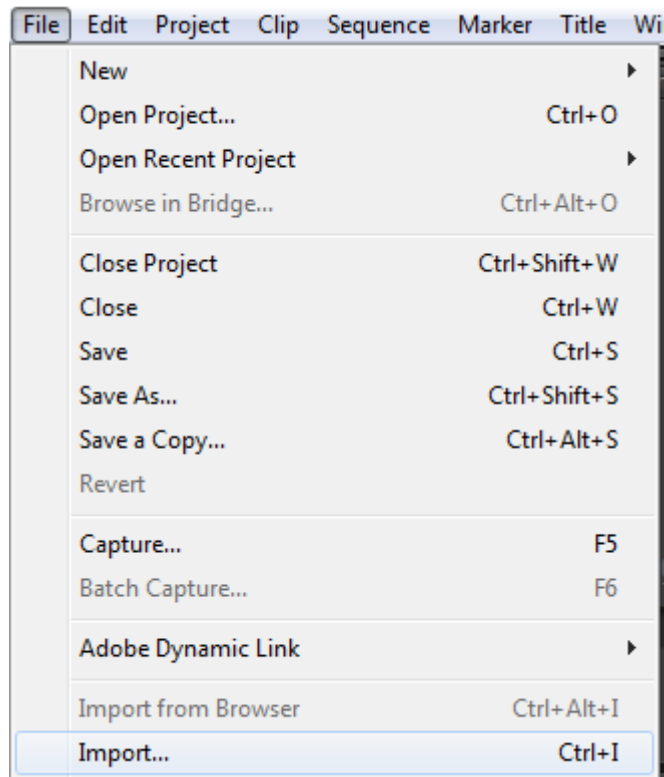 File Edit Project Clip Sequence Marker Title Wi
New
Open Project... Ctrl+O
Open Recent Project
Browse in Bridge... Ctrl+Alt+O
Close Project Ctrl+Shift+W
Close Ctrl+W
Save Ctrl+S
Save As... Ctrl+Shift+S
Save a Copy... Ctrl+Alt+S
Revert
Capture... F5
Batch Capture... F6
Adobe Dynamic Link
Import from Browser Ctrl+Alt+I
Import... Ctrl+I